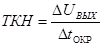 ТКН = ΔU_ВЫХ / Δt_ОКР